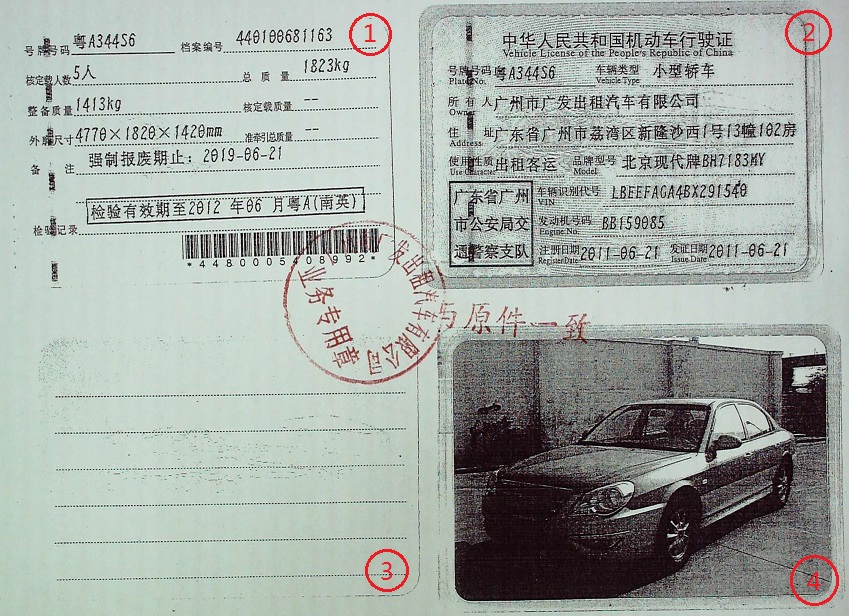 ①
号牌号码 粤A344S6 档案编号 440100681163
核定载人数 5人 总质量 1823kg
整备质量 1413kg 核定载质量 --
外廓尺寸 4770×1820×1420mm 准牵引总质量 --
备注 强制报废期止：2019-06-21
检验有效期至2012 年06 月粤A(南英)
检验记录
*4480005408992*
②
中华人民共和国机动车行驶证
Vehicle License of the People's Republic of China
号牌号码 粤A344S6 车辆类型 小型轿车
Plate No. Vehicle Type
所有人 广州市广发出租汽车有限公司
Owner
住址 广东省广州市荔湾区新隆沙西1号13幢102房
Address
使用性质 出租客运 品牌型号 北京现代牌BH7183MY
Use Character Model
广东省广州
市公安局交
通警察支队
车辆识别代号 LBEEFAGA4BX291540
VIN
发动机号码 BB159085
Engine No.
注册日期 2011-06-21 发证日期 2011-06-21
Register Date Issue Date
广发出租汽车有限公司
业务专用章
与原件一致
③
④